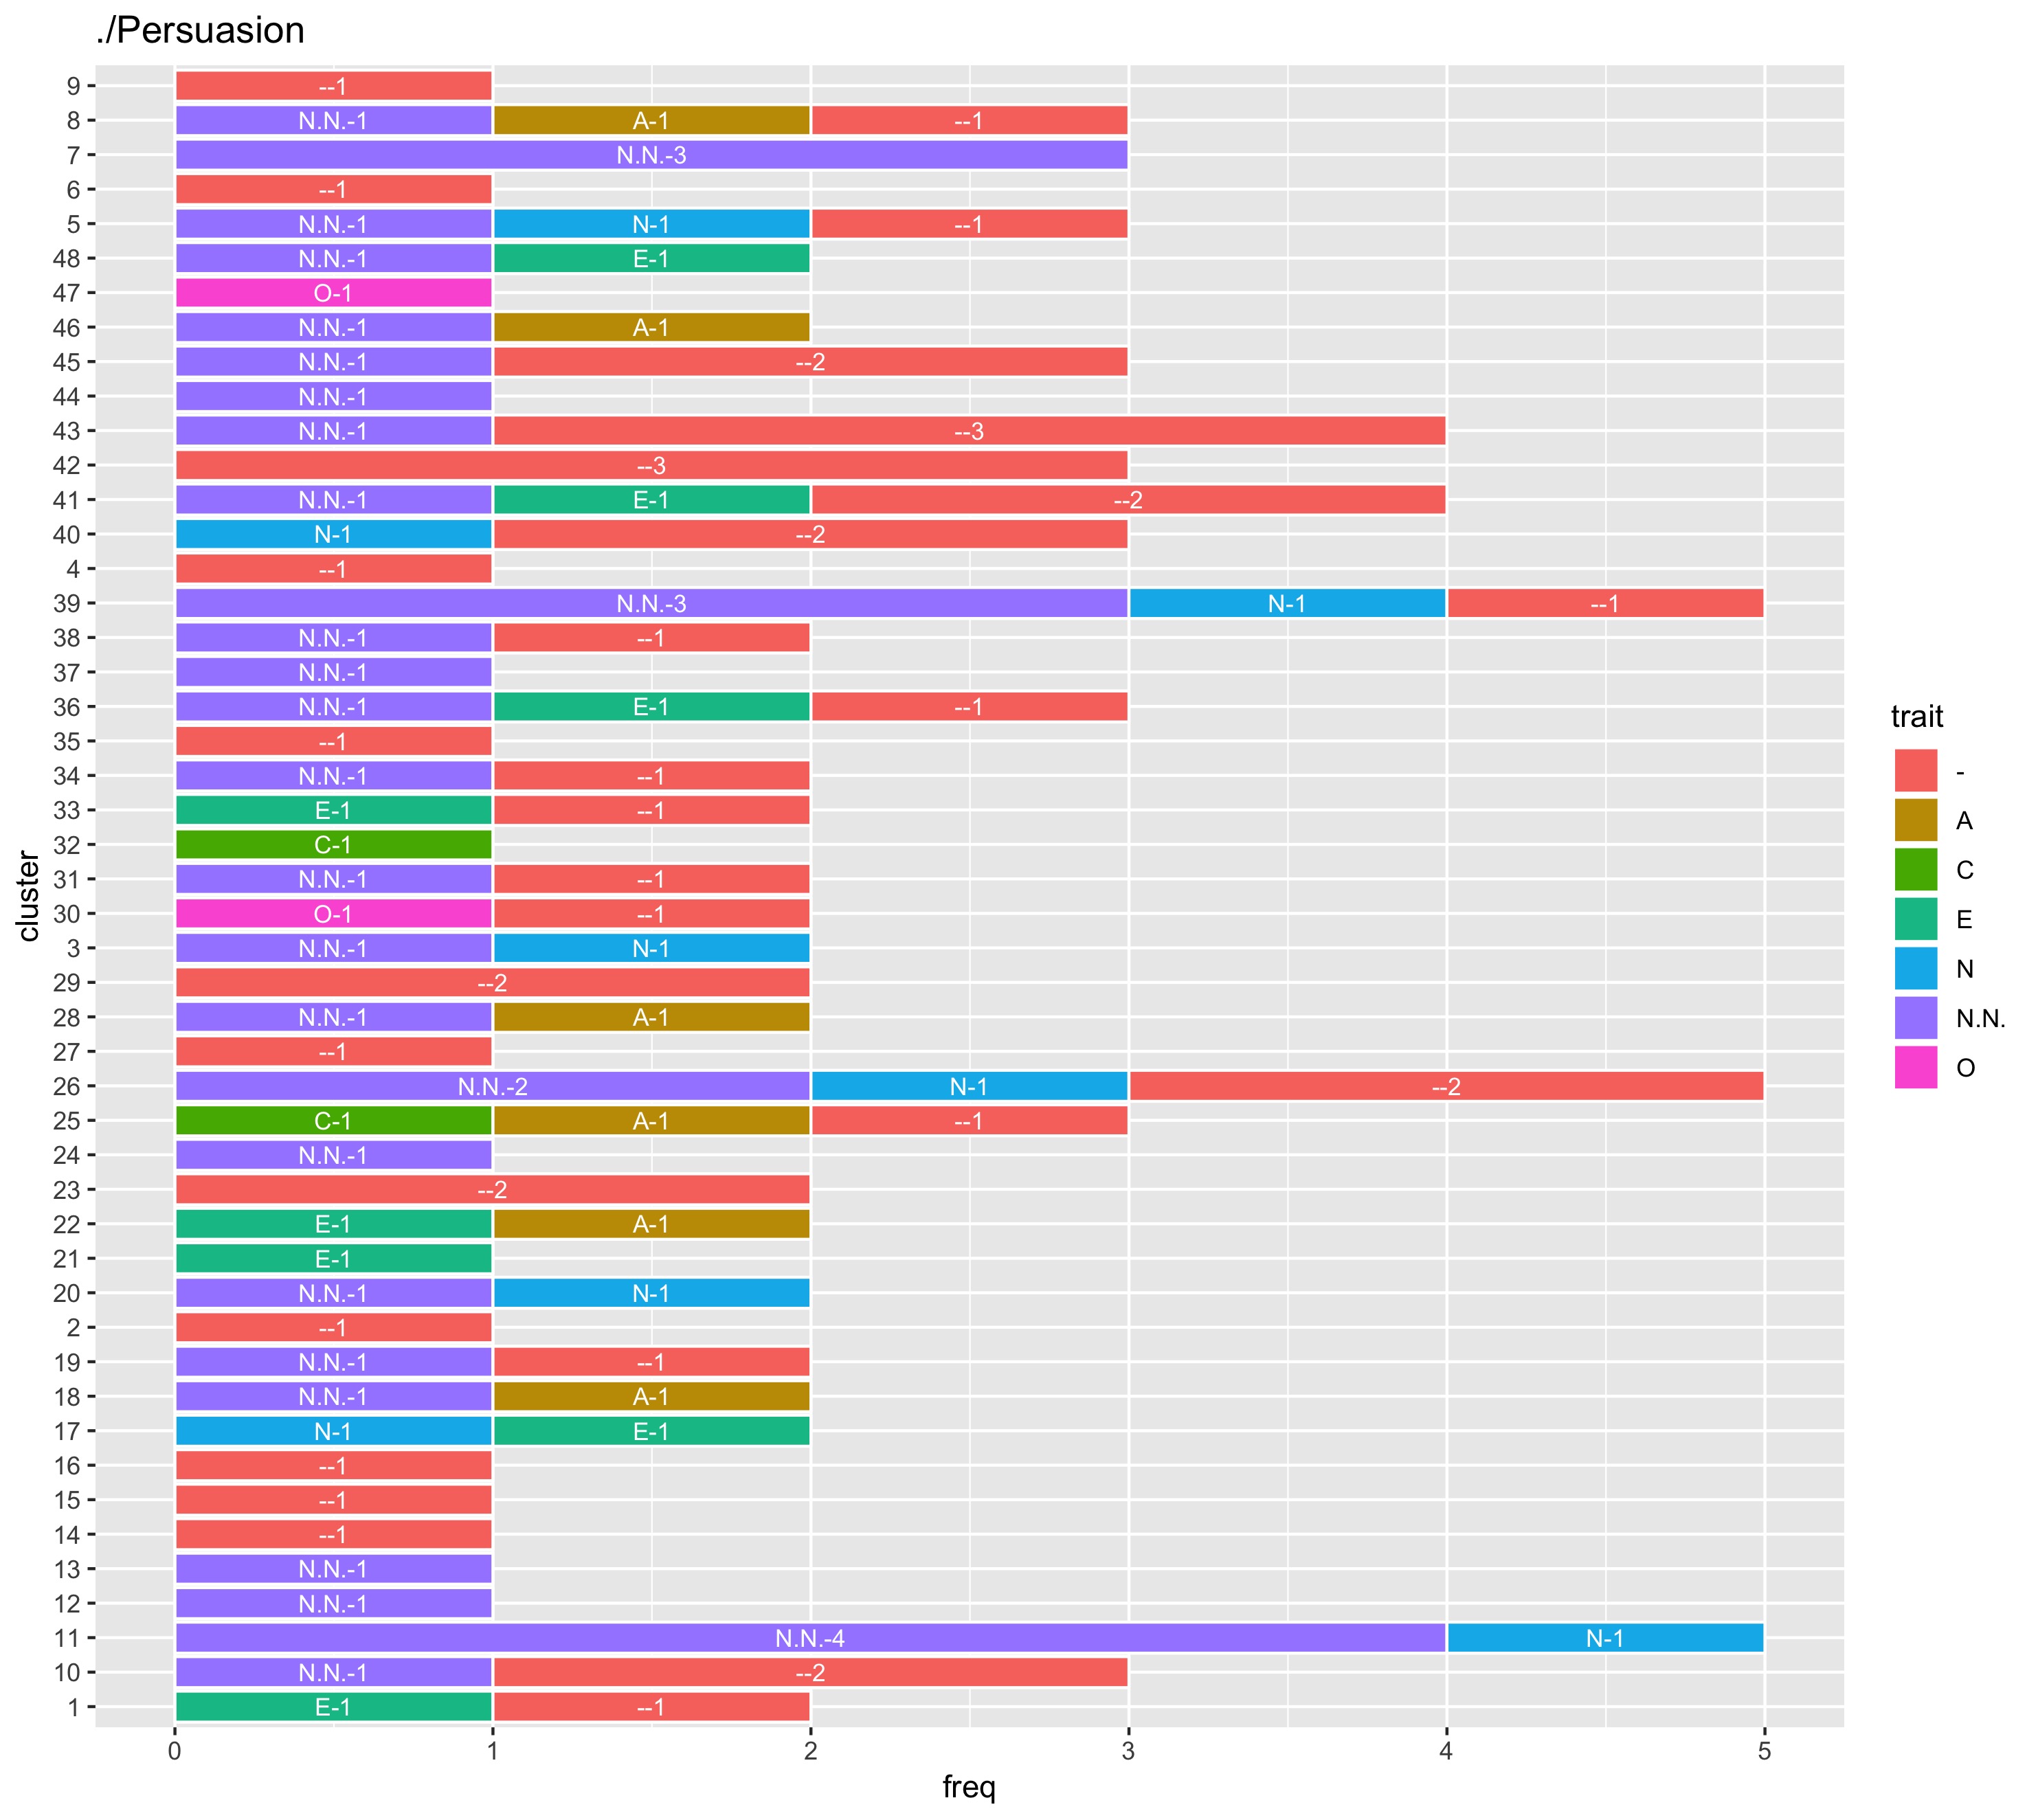 ./Persuasion
9 --1
8 N.N.-1 A-1 --1
7 N.N.-3
6 --1
5 N.N.-1 N-1 --1
48 N.N.-1 E-1
47 O-1
46 N.N.-1 A-1
45 N.N.-1 --2
44 N.N.-1
43 N.N.-1 --3
42 --3
41 N.N.-1 E-1 --2
40 N-1 --2
4 --1
39 N.N.-3 N-1 --1
38 N.N.-1 --1
37 N.N.-1
36 N.N.-1 E-1 --1
35 --1
34 N.N.-1 --1
33 E-1 --1
32 C-1
31 N.N.-1 --1
30 O-1 --1
3 N.N.-1 N-1
29 --2
28 N.N.-1 A-1
27 --1
26 N.N.-2 N-1 --2
25 C-1 A-1 --1
24 N.N.-1
23 --2
22 E-1 A-1
21 E-1
20 N.N.-1 N-1
2 --1
19 N.N.-1 --1
18 N.N.-1 A-1
17 N-1 E-1
16 --1
15 --1
14 --1
13 N.N.-1
12 N.N.-1
11 N.N.-4 N-1
10 N.N.-1 --2
1 E-1 --1
0 1 2 3 4 5
freq
cluster
trait
-
A
C
E
N
N.N.
O